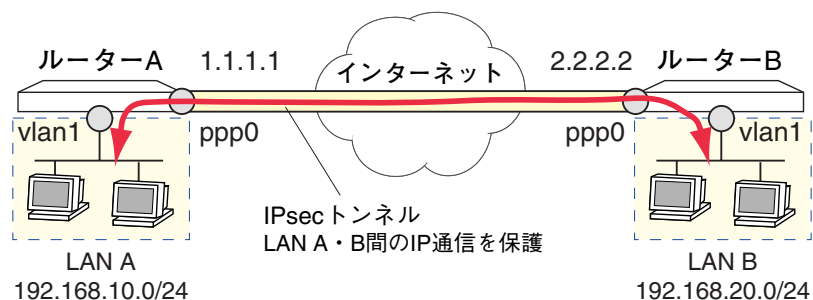 ルーターA
1.1.1.1
インターネット
2.2.2.2
ルーターB
vlan1
ppp0
ppp0
vlan1
IPsecトンネル
LAN A・B間のIP通信を保護
LAN A
192.168.10.0/24
LAN B
192.168.20.0/24